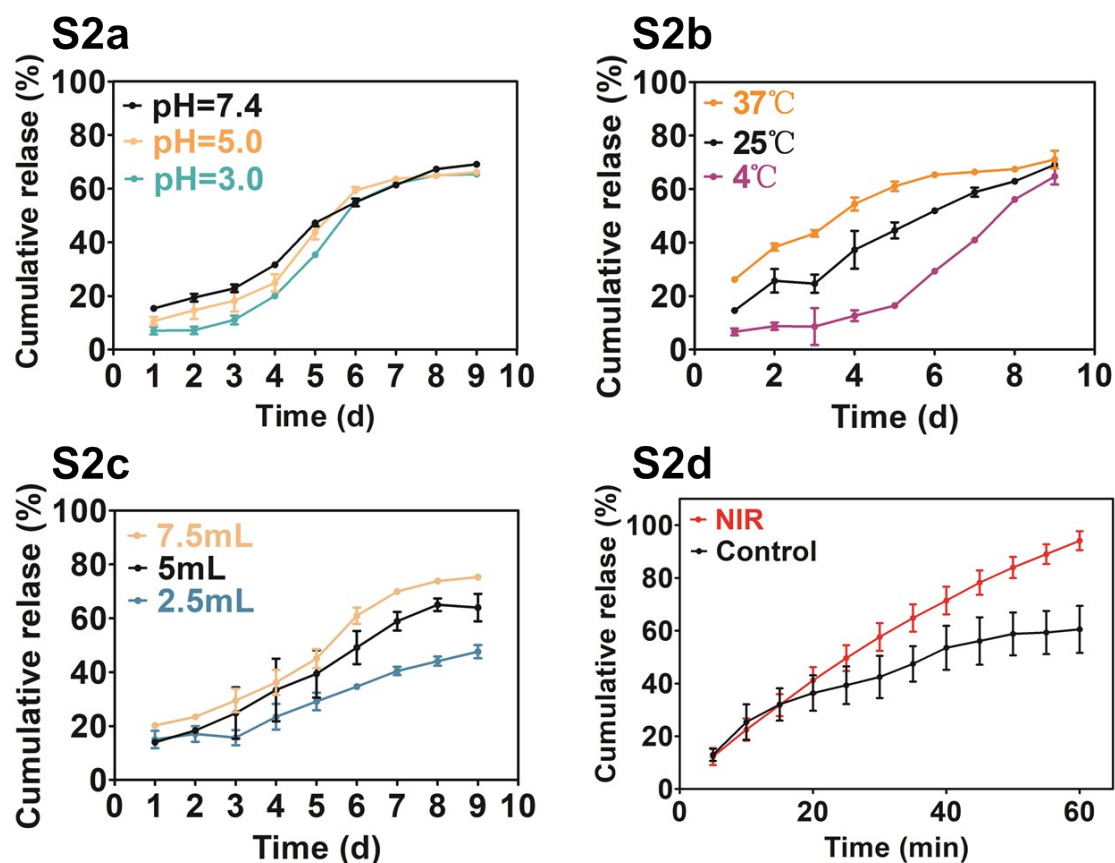 S2a
Cumulative relase (%)
100
80
60
40
20
0
pH=7.4
pH=5.0
pH=3.0
0 1 2 3 4 5 6 7 8 9 10
Time (d)
S2b
Cumulative relase (%)
100
80
60
40
20
0
37℃
25℃
4℃
0 2 4 6 8 10
Time (d)
S2c
Cumulative relase (%)
100
80
60
40
20
0
7.5mL
5mL
2.5mL
0 1 2 3 4 5 6 7 8 9 10
Time (d)
S2d
Cumulative relase (%)
100
80
60
40
20
0
NIR
Control
0 20 40 60
Time (min)